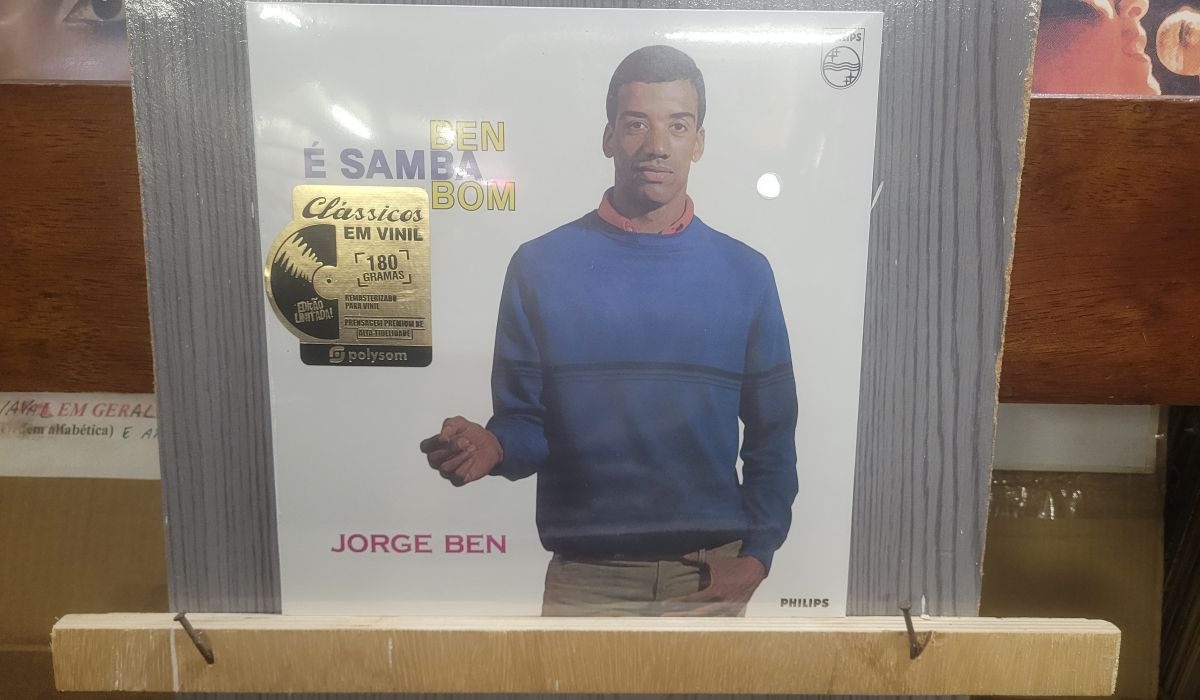 PHILIPS
BEN
É SAMBA
BOM
Clássicos
EM VINIL
180
GRAMAS
EDIÇÃO
LIMITADA!
REMASTERIZADO
PARA VINIL
PRENSAGEM PREMIUM DE
ALTA-FIDELIDADE
polysom
EM GERAL
alfabética) E
JORGE BEN
PHILIPS